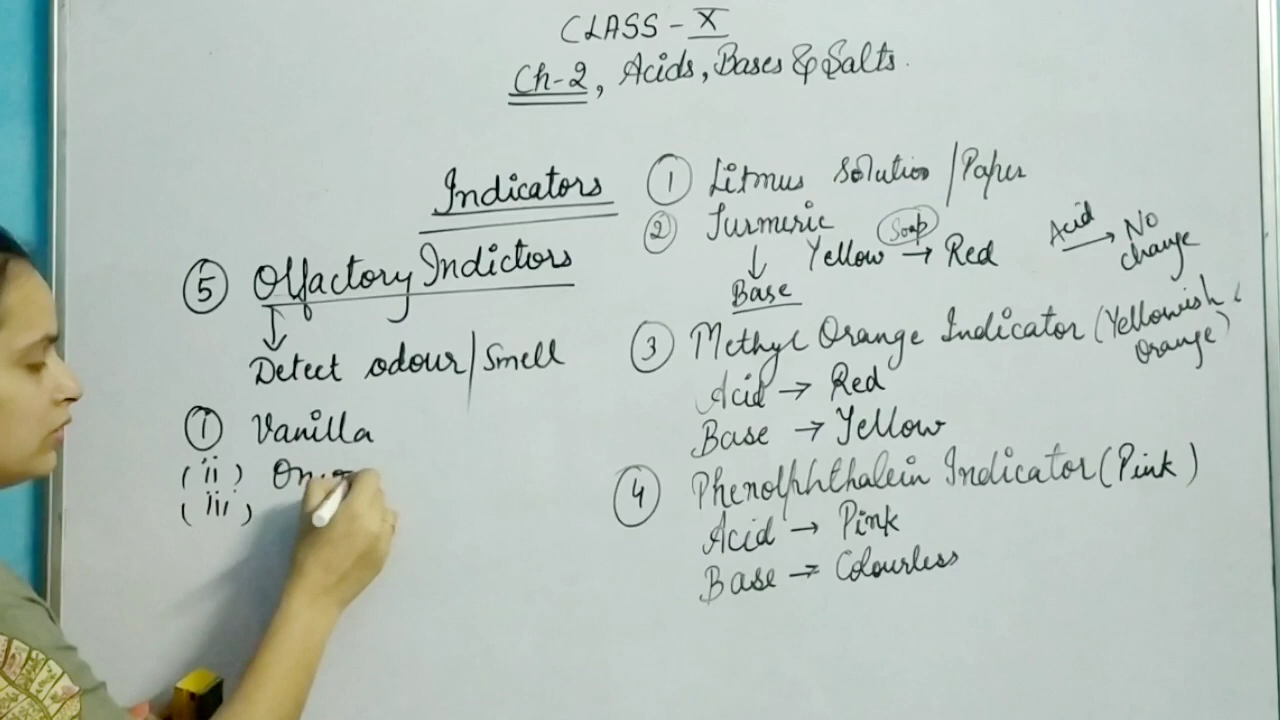 CLASS - X
Ch-2, Acids, Bases & Salts.
Indicators
① Litmus Solution / Paper
② Turmeric
Yellow (Soap) → Red
Acid → No change
↓
Base
③ Methyl Orange Indicator (Yellowish Orange)
Acid → Red
Base → Yellow
④ Phenolphthalein Indicator (Pink)
Acid → Pink
Base → Colourless
⑤ Olfactory Indictors
↓
Detect odour / Smell
① Vanilla
(ii)
(iii)